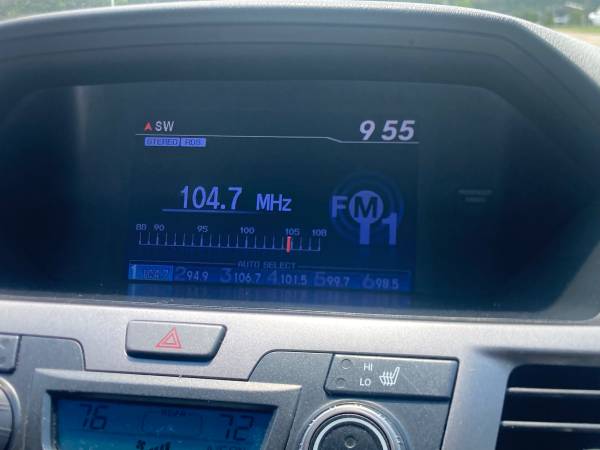 SW
9 55
STEREO RDS
104.7 MHz
FM 1
88 90 95 100 105 108
AUTO SELECT
1 104.7 2 94.9 3 106.7 4 101.5 5 99.7 6 98.5
HI
LO
76 72